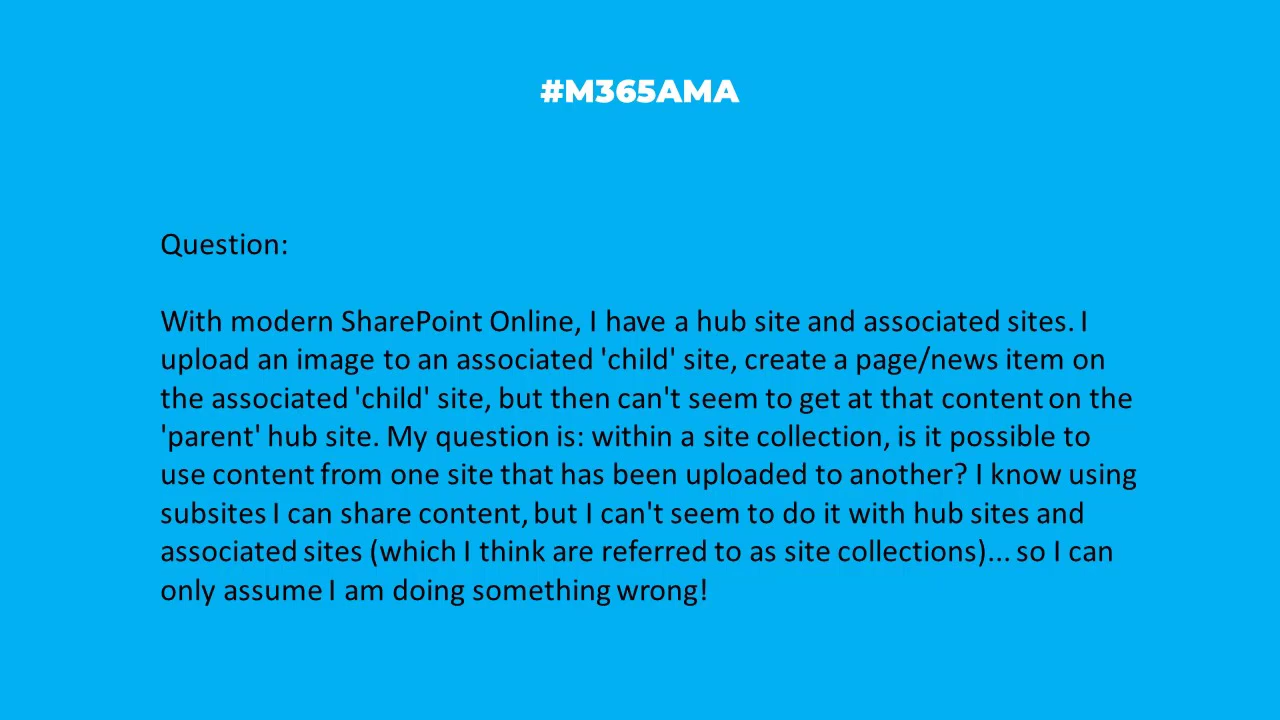 #M365AMA
Question:
With modern SharePoint Online, I have a hub site and associated sites. I
upload an image to an associated 'child' site, create a page/news item on
the associated 'child' site, but then can't seem to get at that content on the
'parent' hub site. My question is: within a site collection, is it possible to
use content from one site that has been uploaded to another? I know using
subsites I can share content, but I can't seem to do it with hub sites and
associated sites (which I think are referred to as site collections)... so I can
only assume I am doing something wrong!